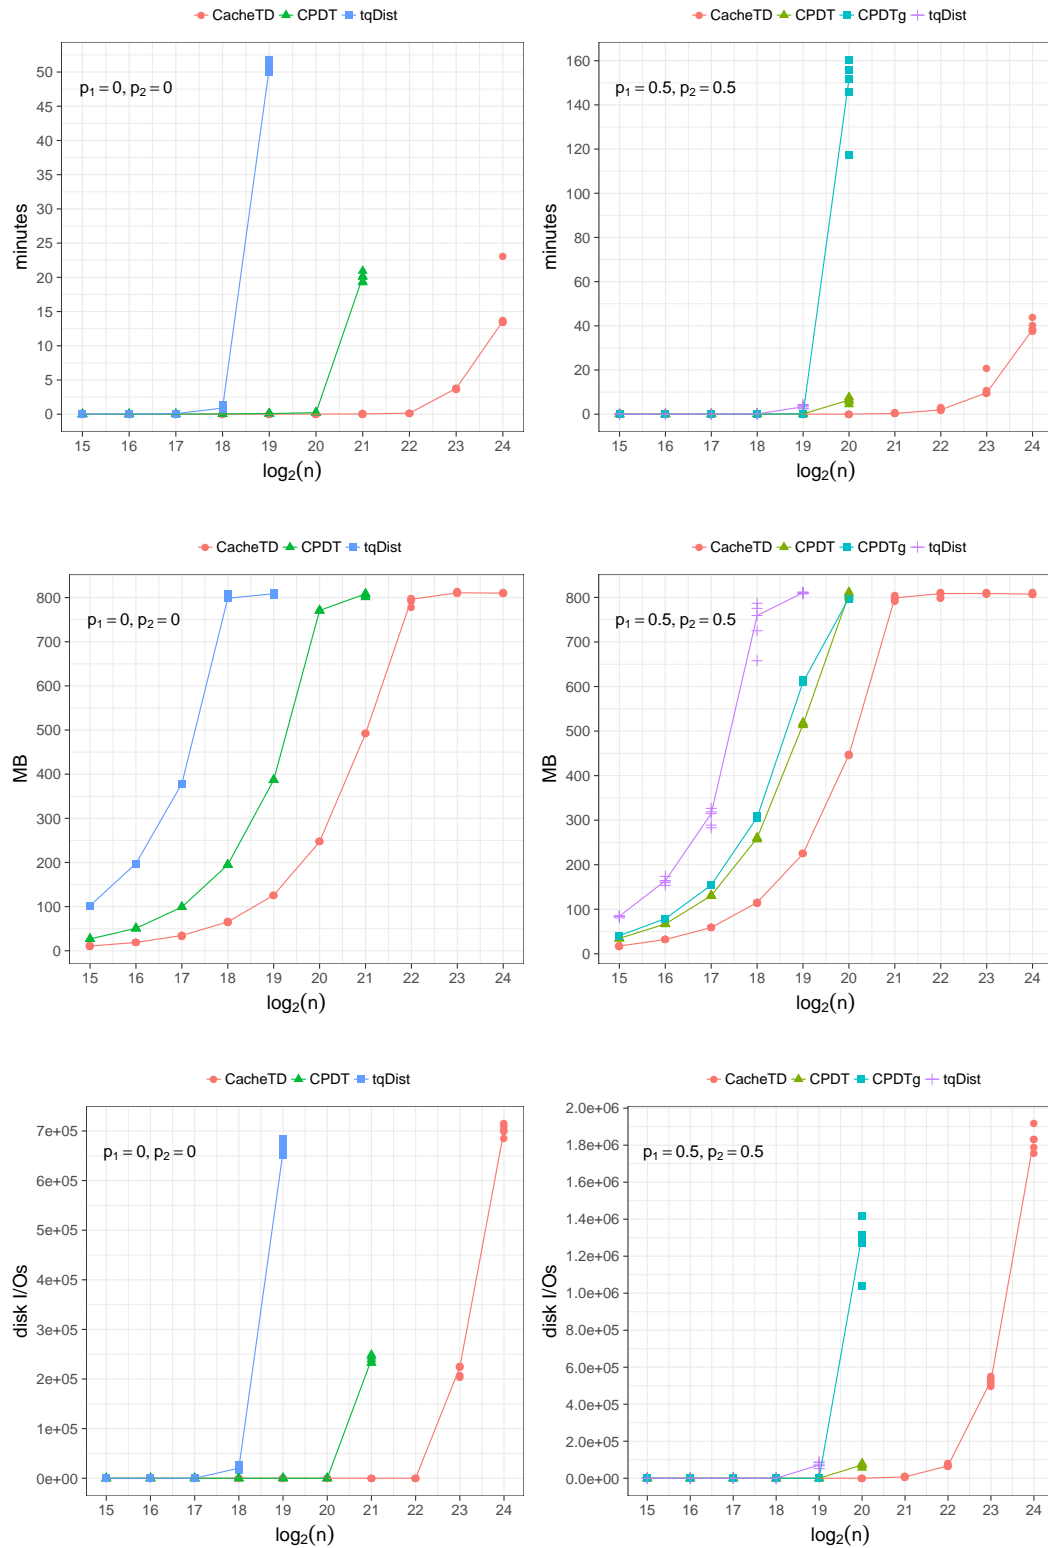 CacheTD CPDT tqDist
p1 = 0, p2 = 0
50
45
40
35
30
25
20
15
10
5
0
minutes
15 16 17 18 19 20 21 22 23 24
log2(n)
CacheTD CPDT CPDTg tqDist
p1 = 0.5, p2 = 0.5
160
140
120
100
80
60
40
20
0
minutes
15 16 17 18 19 20 21 22 23 24
log2(n)
CacheTD CPDT tqDist
p1 = 0, p2 = 0
800
700
600
500
400
300
200
100
0
MB
15 16 17 18 19 20 21 22 23 24
log2(n)
CacheTD CPDT CPDTg tqDist
p1 = 0.5, p2 = 0.5
800
700
600
500
400
300
200
100
0
MB
15 16 17 18 19 20 21 22 23 24
log2(n)
CacheTD CPDT tqDist
p1 = 0, p2 = 0
7e+05
6e+05
5e+05
4e+05
3e+05
2e+05
1e+05
0e+00
disk I/Os
15 16 17 18 19 20 21 22 23 24
log2(n)
CacheTD CPDT CPDTg tqDist
p1 = 0.5, p2 = 0.5
2.0e+06
1.8e+06
1.6e+06
1.4e+06
1.2e+06
1.0e+06
8.0e+05
6.0e+05
4.0e+05
2.0e+05
0.0e+00
disk I/Os
15 16 17 18 19 20 21 22 23 24
log2(n)